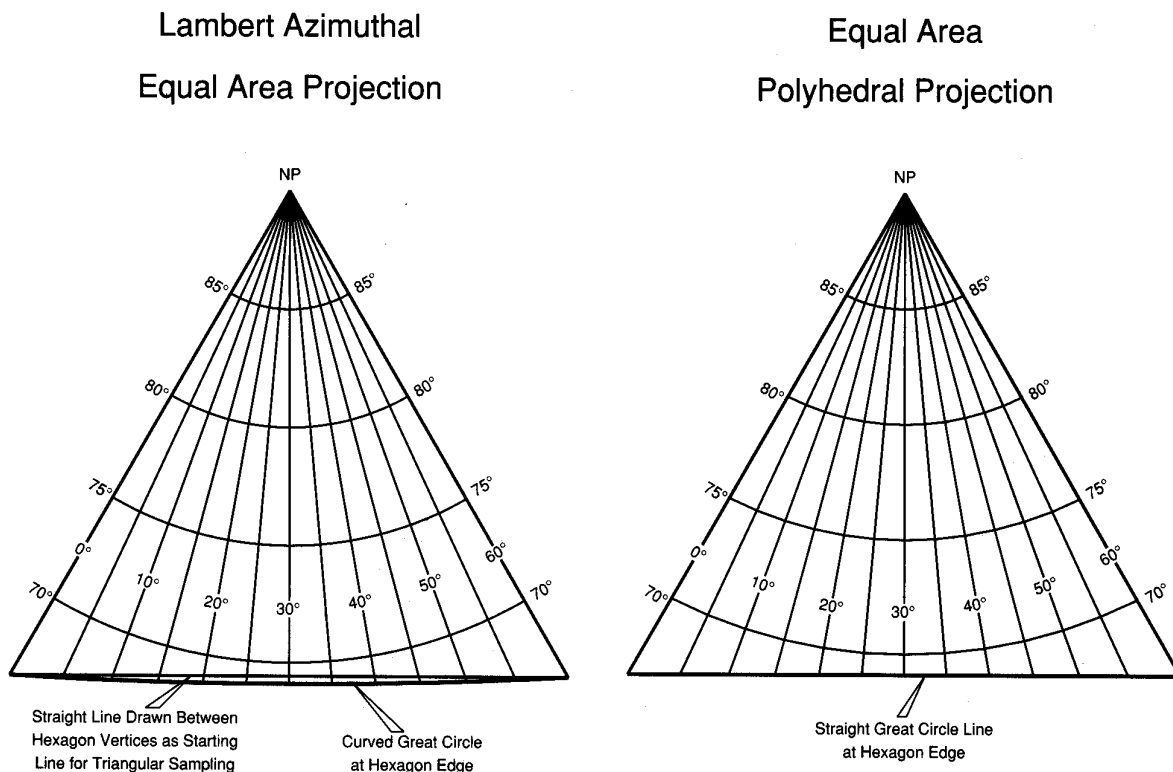 Lambert Azimuthal
Equal Area Projection
NP
85°
85°
80°
80°
75°
75°
0°
10°
20°
30°
40°
50°
60°
70°
70°
Straight Line Drawn Between
Hexagon Vertices as Starting
Line for Triangular Sampling
Curved Great Circle
at Hexagon Edge
Equal Area
Polyhedral Projection
NP
85°
85°
80°
80°
75°
75°
0°
10°
20°
30°
40°
50°
60°
70°
70°
Straight Great Circle Line
at Hexagon Edge